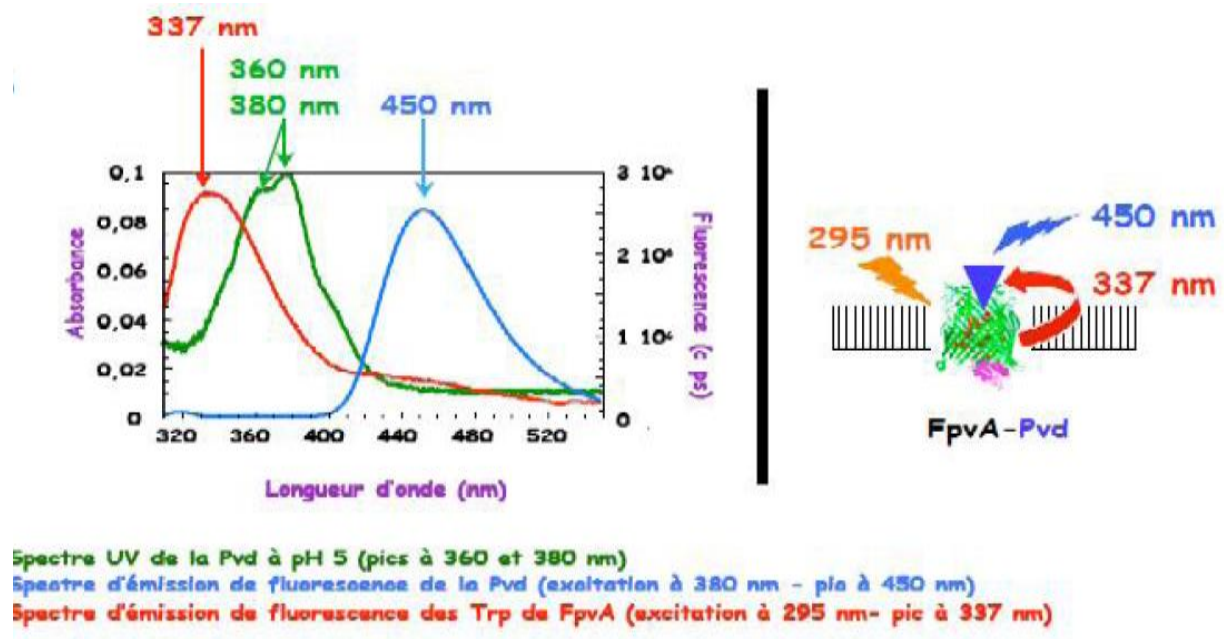 337 nm
360 nm
380 nm
450 nm
0,1
0,08
0,06
0,04
0,02
0
Absorbance
3 10⁶
2 10⁶
1 10⁶
0
Fluorescence (c ps)
320 360 400 440 480 520
Longueur d'onde (nm)
295 nm
450 nm
337 nm
FpvA-Pvd
Spectre UV de la Pvd à pH 5 (pics à 360 et 380 nm)
Spectre d'émission de fluorescence de la Pvd (excitation à 380 nm - pic à 450 nm)
Spectre d'émission de fluorescence des Trp de FpvA (excitation à 295 nm- pic à 337 nm)